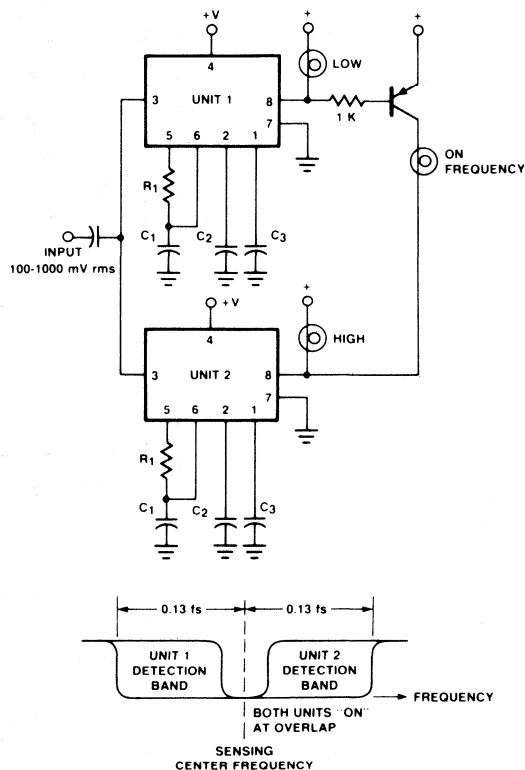 +V
+
+
4
LOW
3
UNIT 1
8
7
1 K
5 6 2 1
ON
FREQUENCY
R1
C1
C2
C3
INPUT
100-1000 mV rms
+V
+
4
HIGH
3
UNIT 2
8
7
5 6 2 1
R1
C1
C2
C3
0.13 fs
0.13 fs
UNIT 1
DETECTION
BAND
UNIT 2
DETECTION
BAND
FREQUENCY
BOTH UNITS "ON"
AT OVERLAP
SENSING
CENTER FREQUENCY